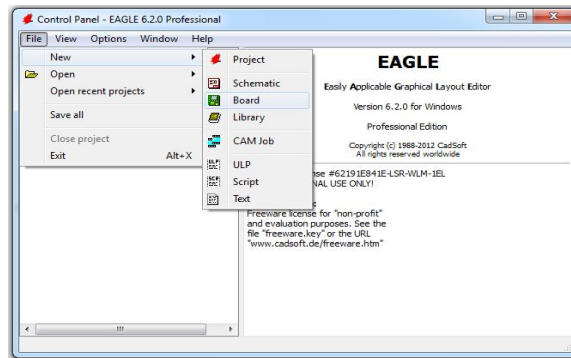 Control Panel - EAGLE 6.2.0 Professional
File View Options Window Help
New
Open
Open recent projects
Save all
Close project
Exit Alt+X
Project
Schematic
Board
Library
CAM Job
ULP
Script
Text
EAGLE
Easily Applicable Graphical Layout Editor
Version 6.2.0 for Windows
Professional Edition
Copyright (c) 1988-2012 CadSoft
All rights reserved worldwide
nse #62191E841E-LSR-WLM-1EL
NAL USE ONLY!
Freeware license for "non-profit"
and evaluation purposes. See the
file "freeware.key" or the URL
"www.cadsoft.de/freeware.htm"